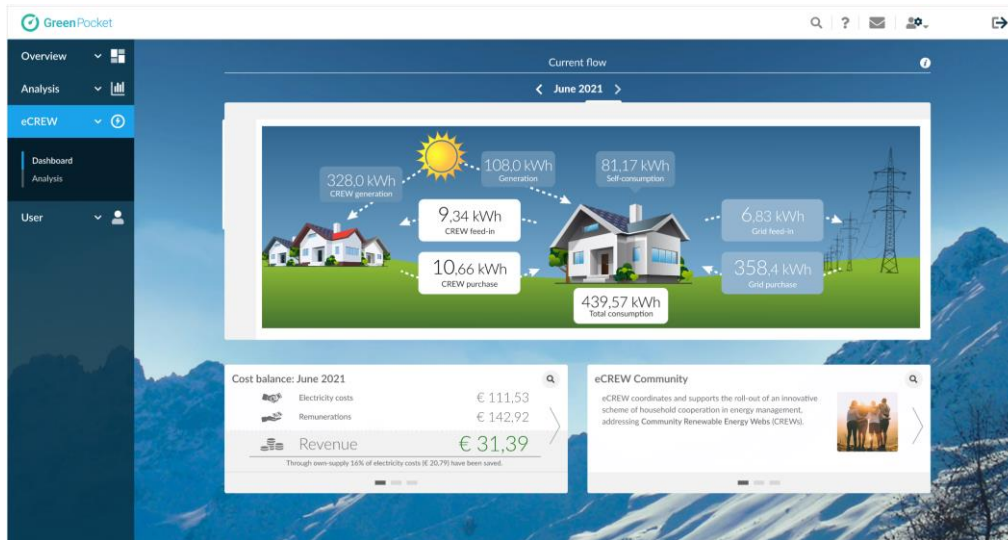 GreenPocket
?
Overview
Analysis
eCREW
Dashboard
Analysis
User
Current flow
i
June 2021
328,0 kWh
CREW generation
108,0 kWh
Generation
81,17 kWh
Self-consumption
9,34 kWh
CREW feed-in
6,83 kWh
Grid feed-in
10,66 kWh
CREW purchase
358,4 kWh
Grid purchase
439,57 kWh
Total consumption
Cost balance: June 2021
Electricity costs € 111,53
Remunerations € 142,92
Revenue € 31,39
Through own-supply 16% of electricity costs (€ 20,79) have been saved.
eCREW Community
eCREW coordinates and supports the roll-out of an innovative
scheme of household cooperation in energy management,
addressing Community Renewable Energy Webs (CREWs).